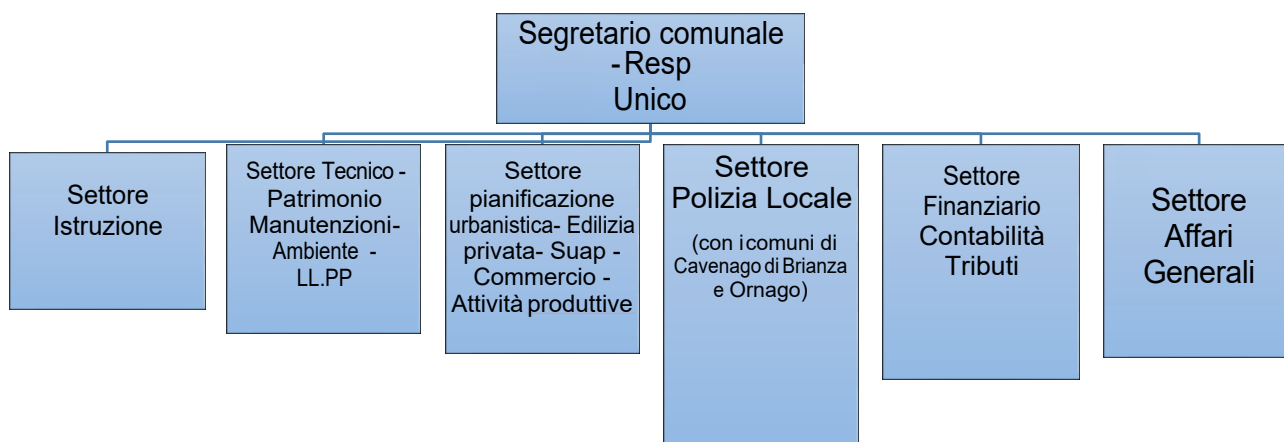 Segretario comunale
-Resp
Unico
Settore
Istruzione
Settore Tecnico -
Patrimonio
Manutenzioni-
Ambiente -
LL.PP
Settore
pianificazione
urbanistica- Edilizia
privata- Suap -
Commercio -
Attività produttive
Settore
Polizia Locale
(con i comuni di
Cavenago di Brianza
e Ornago)
Settore
Finanziario
Contabilità
Tributi
Settore
Affari
Generali